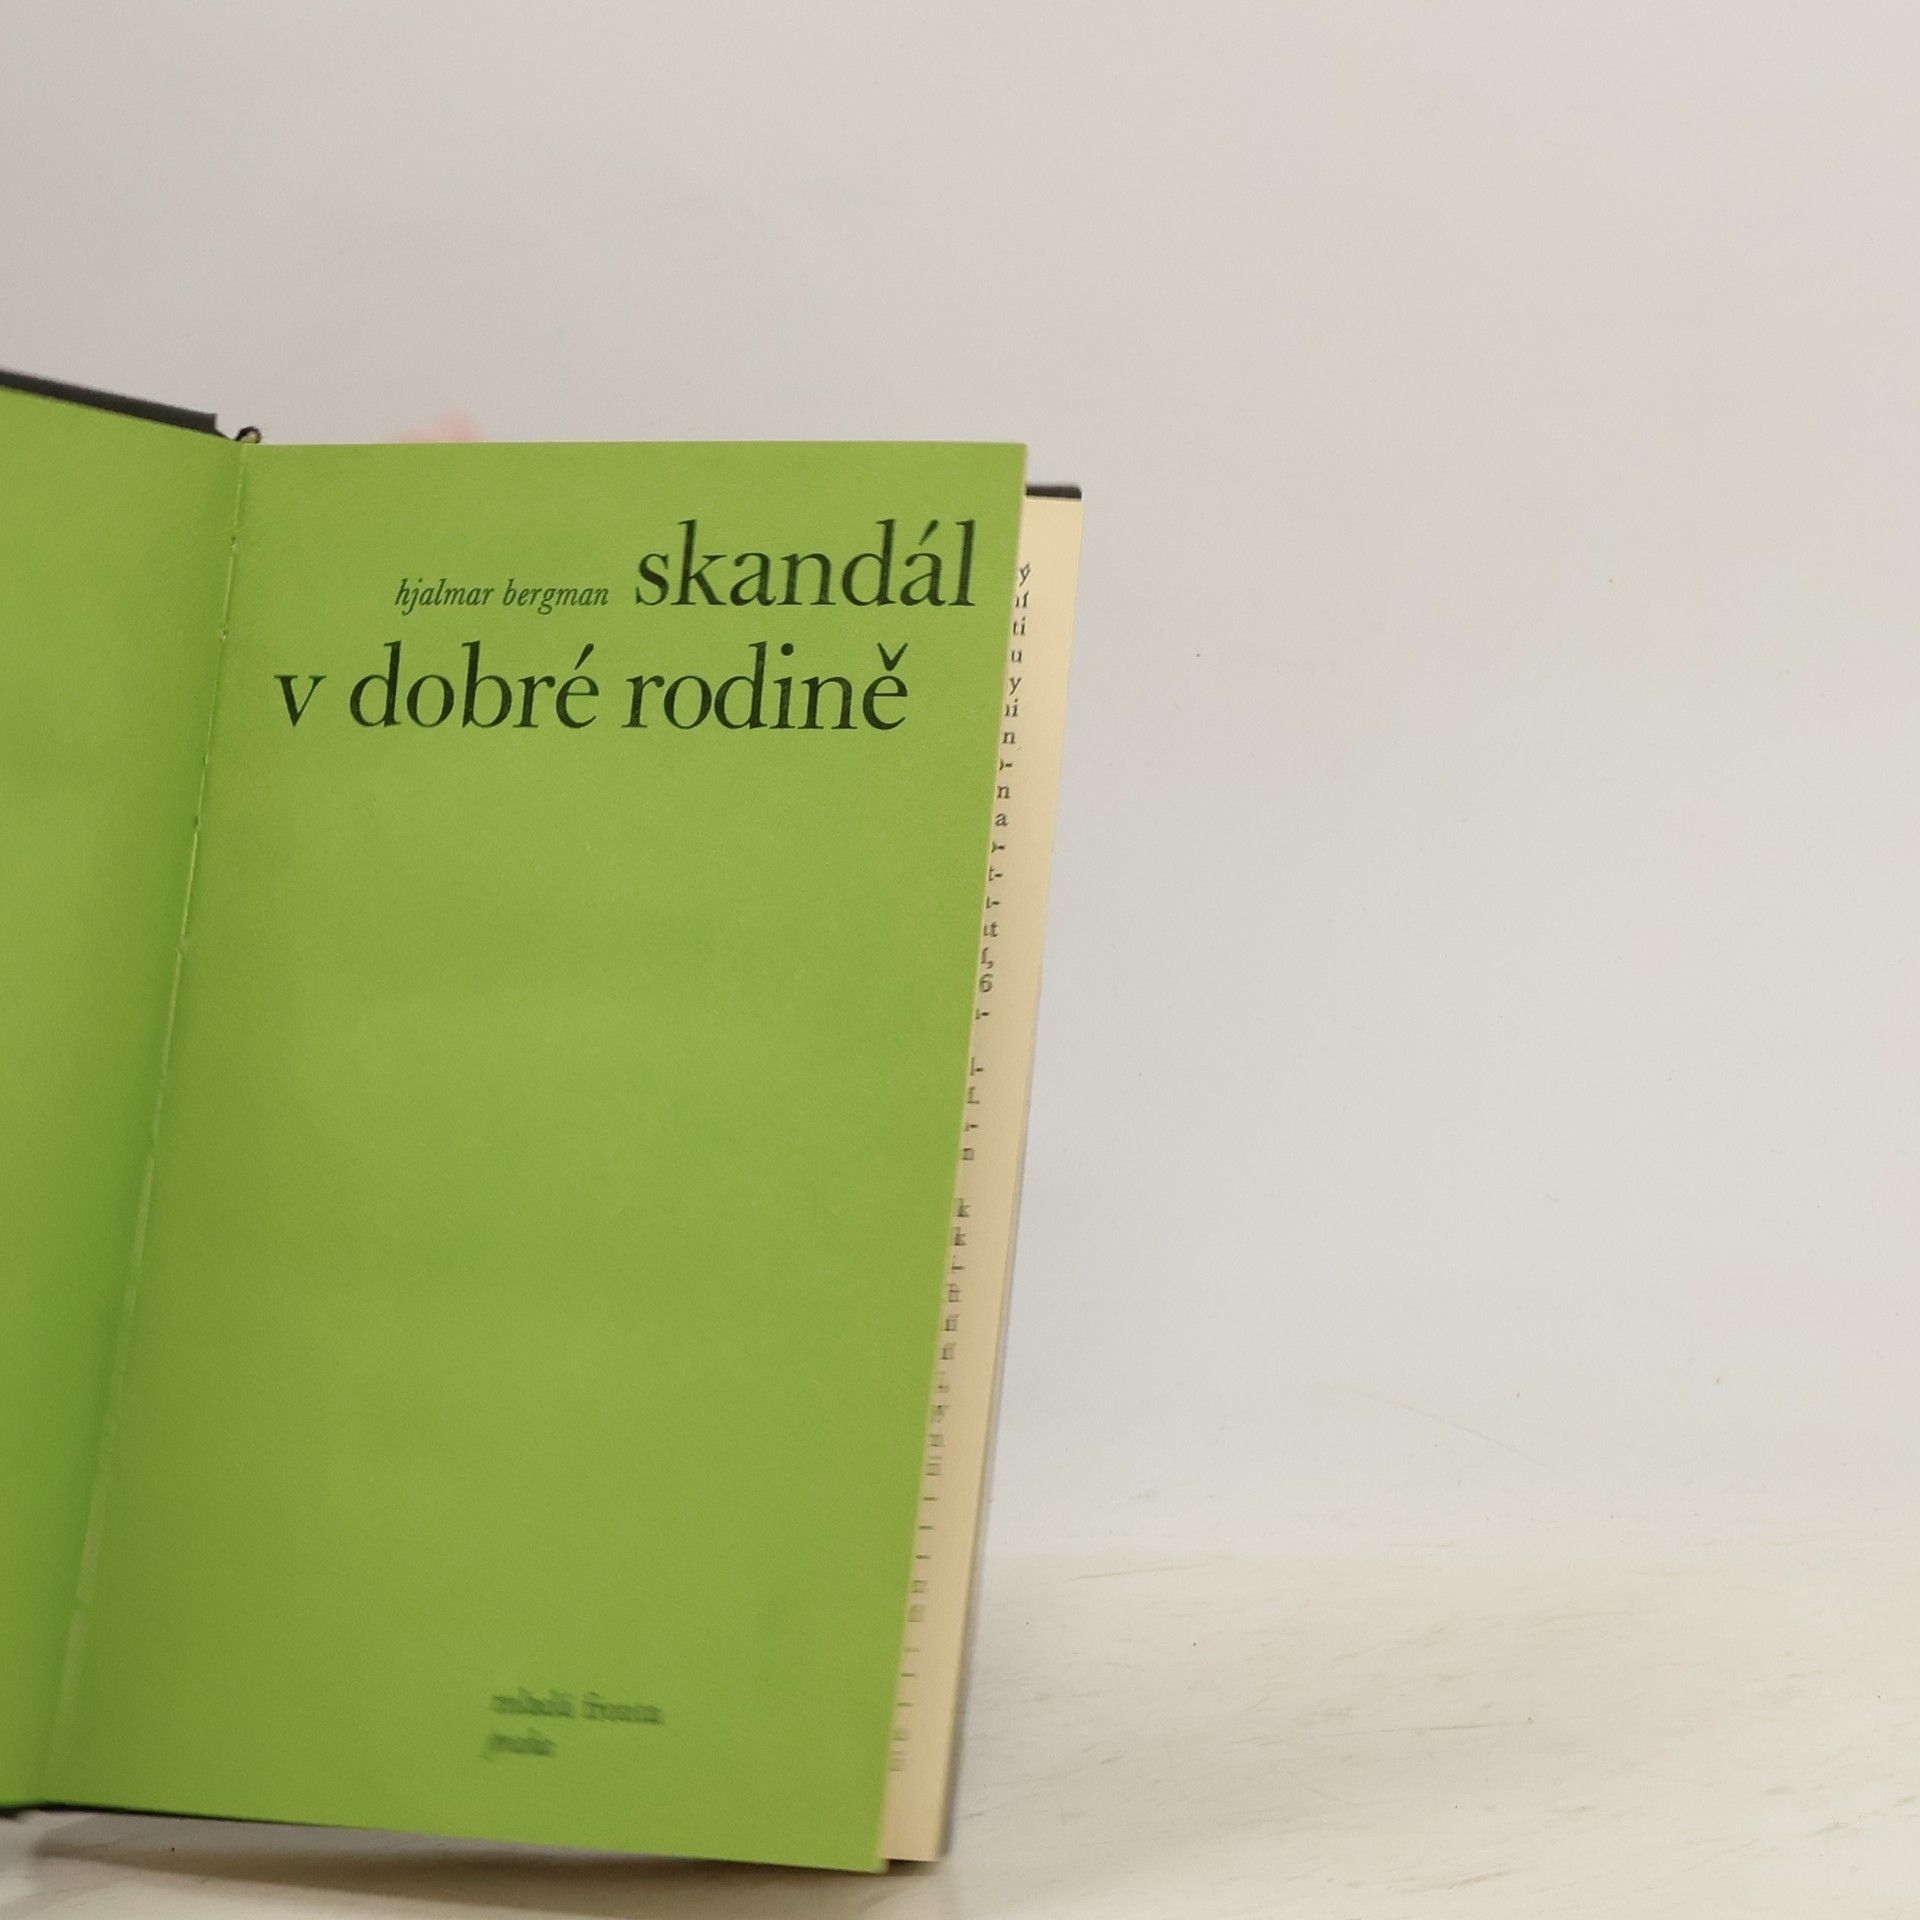 hjalmar bergman skandál
v dobré rodině
mladá fronta
praha